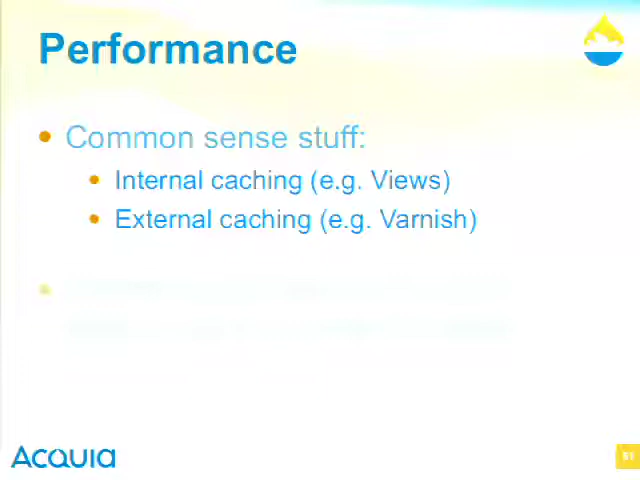 Performance
Common sense stuff:
Internal caching (e.g. Views)
External caching (e.g. Varnish)
Acquia